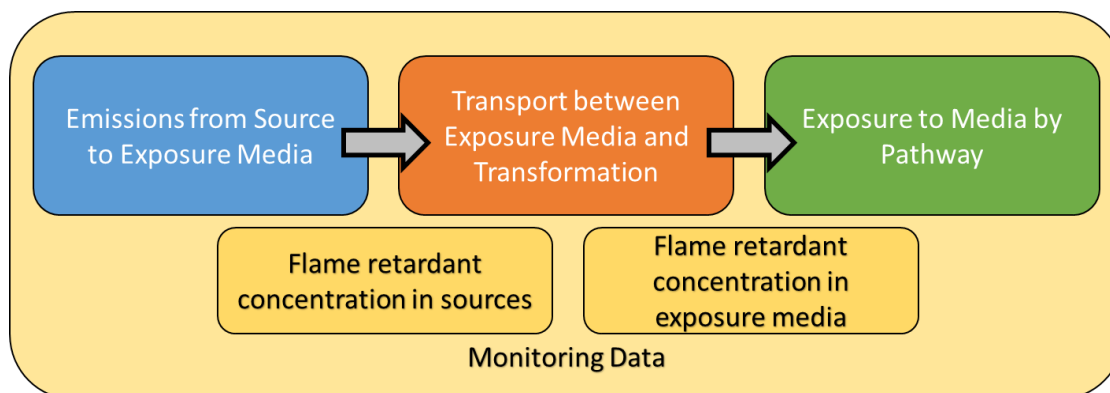 Emissions from Source
to Exposure Media
Transport between
Exposure Media and
Transformation
Exposure to Media by
Pathway
Flame retardant
concentration in sources
Flame retardant
concentration in
exposure media
Monitoring Data